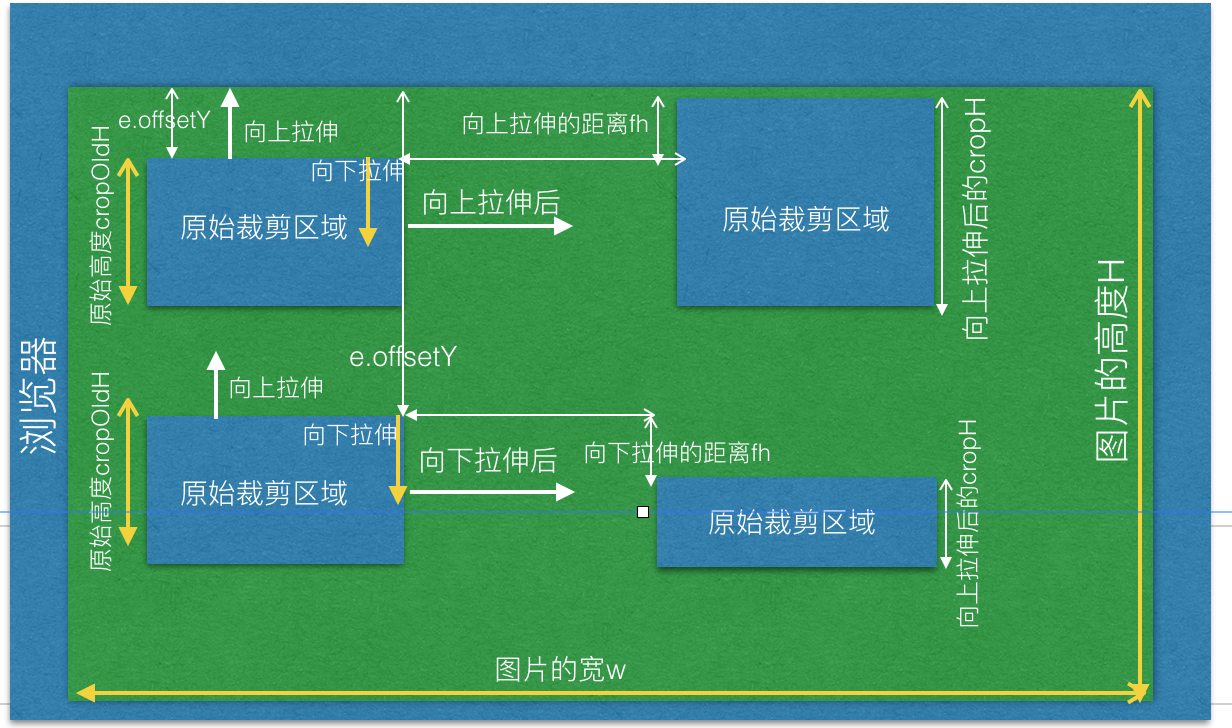 e.offsetY
向上拉伸
向上拉伸的距离fh
向下拉伸
原始高度cropOldH
原始裁剪区域
向上拉伸后
原始裁剪区域
向上拉伸后的cropH
图片的高度H
浏览器
e.offsetY
向上拉伸
原始高度cropOldH
向下拉伸
原始裁剪区域
向下拉伸后
向下拉伸的距离fh
原始裁剪区域
向上拉伸后的cropH
图片的宽w